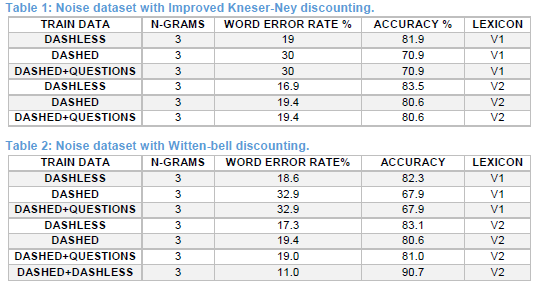 Table 1: Noise dataset with Improved Kneser-Ney discounting.
TRAIN DATA N-GRAMS WORD ERROR RATE % ACCURACY % LEXICON
DASHLESS 3 19 81.9 V1
DASHED 3 30 70.9 V1
DASHED+QUESTIONS 3 30 70.9 V1
DASHLESS 3 16.9 83.5 V2
DASHED 3 19.4 80.6 V2
DASHED+QUESTIONS 3 19.4 80.6 V2
Table 2: Noise dataset with Witten-bell discounting.
TRAIN DATA N-GRAMS WORD ERROR RATE% ACCURACY LEXICON
DASHLESS 3 18.6 82.3 V1
DASHED 3 32.9 67.9 V1
DASHED+QUESTIONS 3 32.9 67.9 V1
DASHLESS 3 17.3 83.1 V2
DASHED 3 19.4 80.6 V2
DASHED+QUESTIONS 3 19.0 81.0 V2
DASHED+DASHLESS 3 11.0 90.7 V2